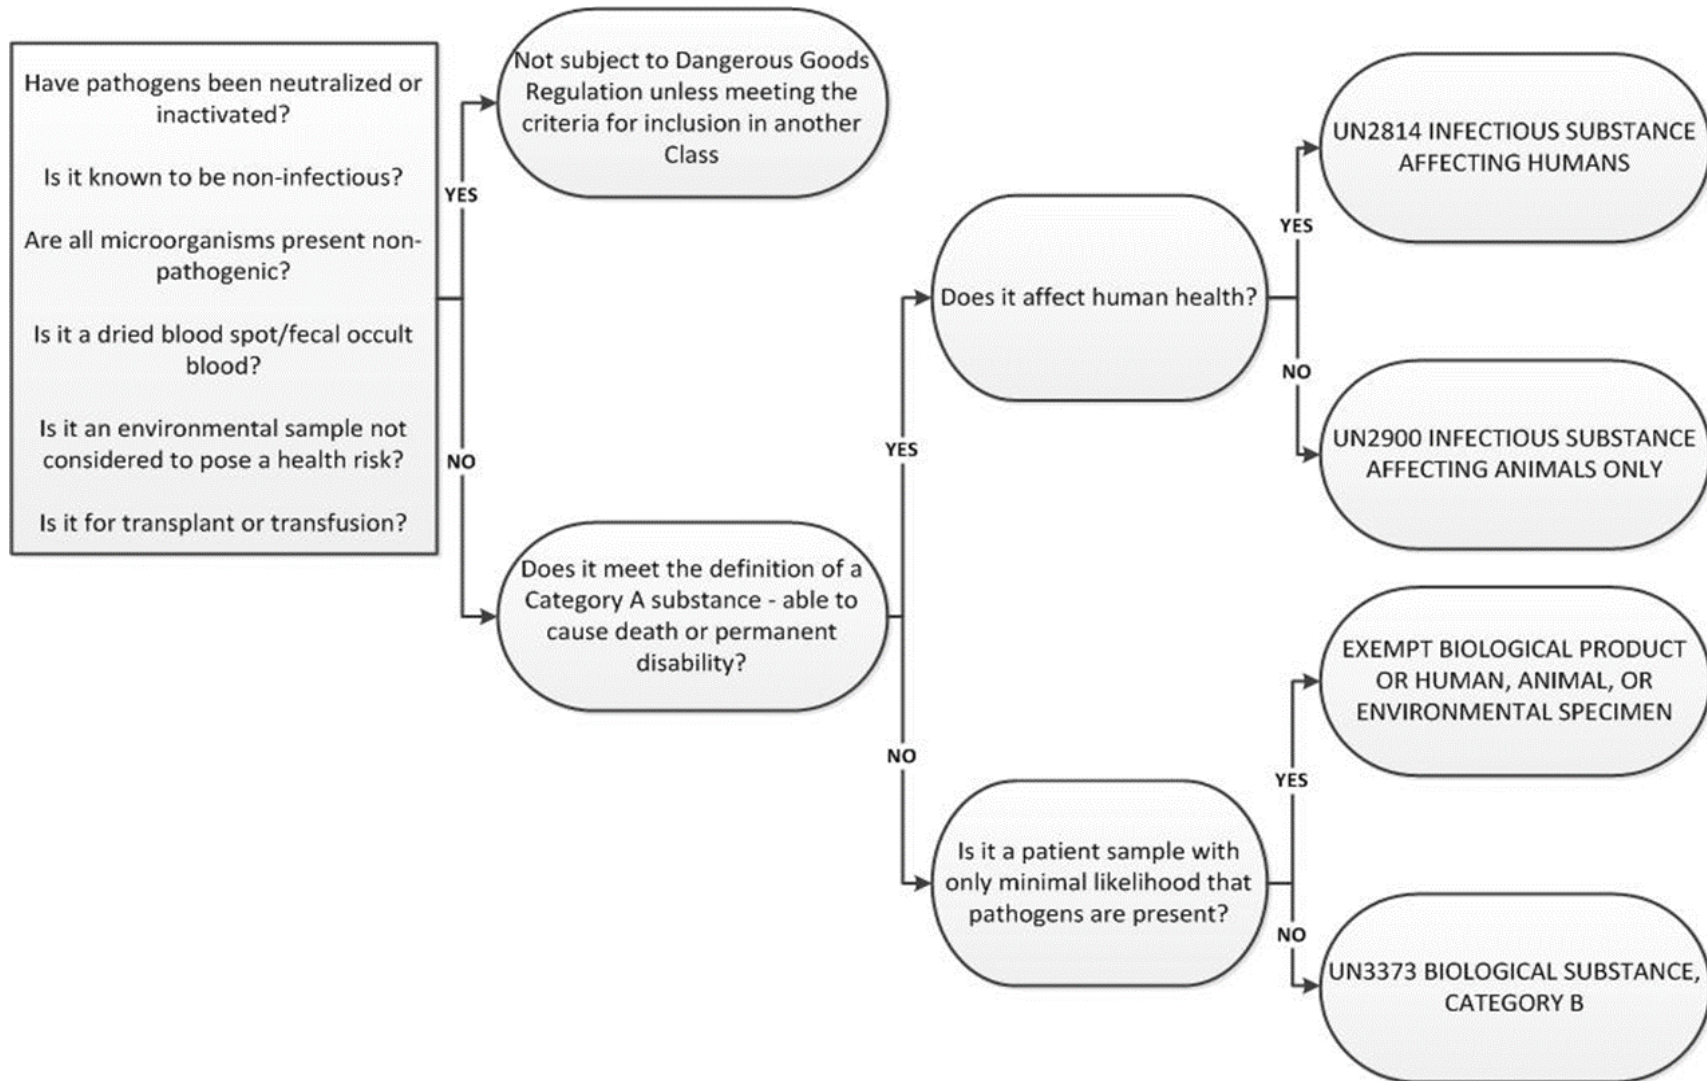 Have pathogens been neutralized or
inactivated?
Is it known to be non-infectious?
Are all microorganisms present non-
pathogenic?
Is it a dried blood spot/fecal occult
blood?
Is it an environmental sample not
considered to pose a health risk?
Is it for transplant or transfusion?
YES
NO
Not subject to Dangerous Goods
Regulation unless meeting the
criteria for inclusion in another
Class
Does it meet the definition of a
Category A substance - able to
cause death or permanent
disability?
YES
NO
Does it affect human health?
YES
NO
UN2814 INFECTIOUS SUBSTANCE
AFFECTING HUMANS
UN2900 INFECTIOUS SUBSTANCE
AFFECTING ANIMALS ONLY
Is it a patient sample with
only minimal likelihood that
pathogens are present?
YES
NO
EXEMPT BIOLOGICAL PRODUCT
OR HUMAN, ANIMAL, OR
ENVIRONMENTAL SPECIMEN
UN3373 BIOLOGICAL SUBSTANCE,
CATEGORY B